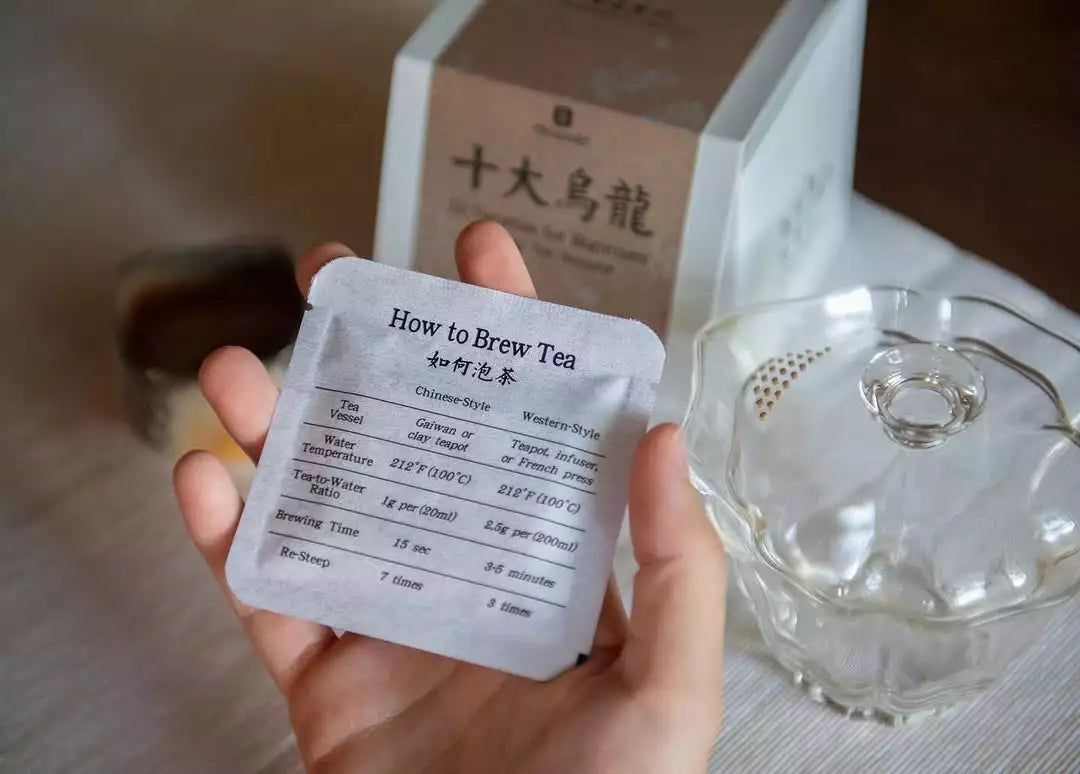 十大烏龍
How to Brew Tea
如何泡茶
Chinese-Style Western-Style
Tea
Vessel
Gaiwan or
clay teapot
Teapot, infuser,
or French press
Water
Temperature
212°F (100°C)
212°F (100°C)
Tea-to-Water
Ratio
1g per (20ml)
2.5g per (200ml)
Brewing Time
15 sec
3-5 minutes
Re-Steep
7 times
3 times